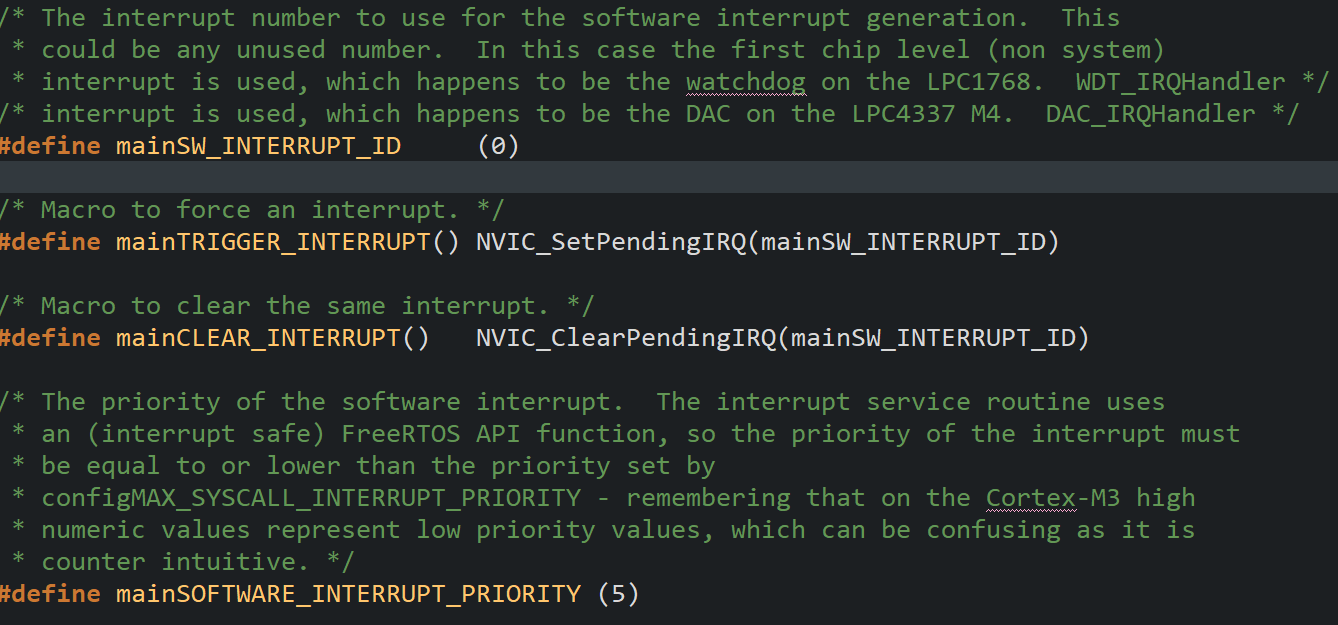 /* The interrupt number to use for the software interrupt generation.  This
 * could be any unused number.  In this case the first chip level (non system)
 * interrupt is used, which happens to be the watchdog on the LPC1768.  WDT_IRQHandler */
/* interrupt is used, which happens to be the DAC on the LPC4337 M4.  DAC_IRQHandler */
#define mainSW_INTERRUPT_ID     (0)
/* Macro to force an interrupt. */
#define mainTRIGGER_INTERRUPT() NVIC_SetPendingIRQ(mainSW_INTERRUPT_ID)
/* Macro to clear the same interrupt. */
#define mainCLEAR_INTERRUPT()   NVIC_ClearPendingIRQ(mainSW_INTERRUPT_ID)
/* The priority of the software interrupt.  The interrupt service routine uses
 * an (interrupt safe) FreeRTOS API function, so the priority of the interrupt must
 * be equal to or lower than the priority set by
 * configMAX_SYSCALL_INTERRUPT_PRIORITY - remembering that on the Cortex-M3 high
 * numeric values represent low priority values, which can be confusing as it is
 * counter intuitive. */
#define mainSOFTWARE_INTERRUPT_PRIORITY (5)